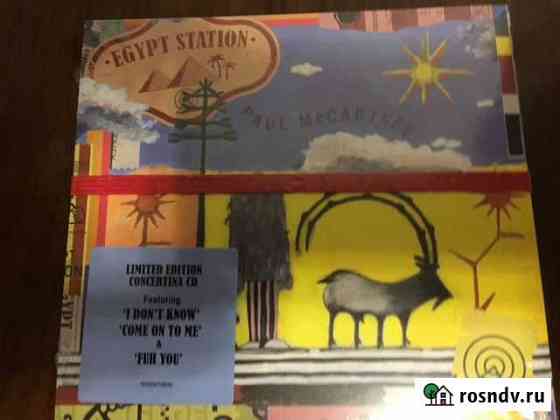 ·EGYPT STATION·
PAUL McCARTNEY
LIMITED EDITION
CONCERTINA CD
Featuring
'I DON'T KNOW'
'COME ON TO ME'
&
'FUH YOU'
rosndv.ru